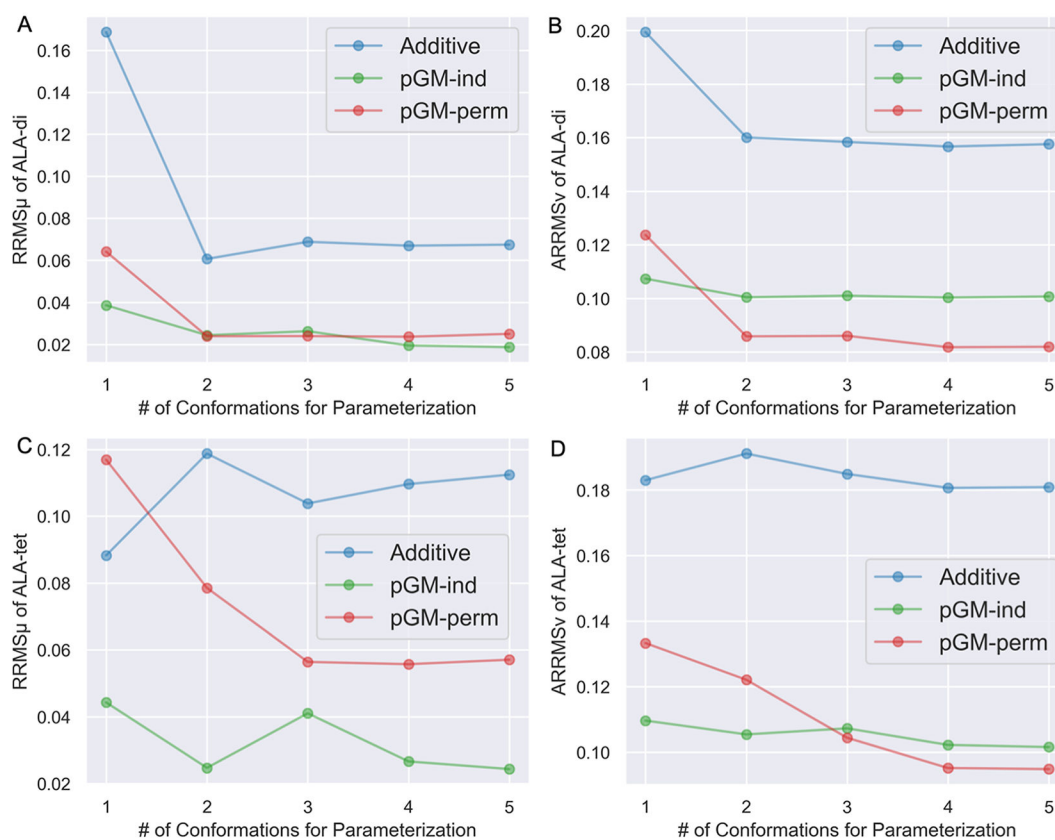 A
RRMSμ of ALA-di
0.16
0.14
0.12
0.10
0.08
0.06
0.04
0.02
Additive
pGM-ind
pGM-perm
1 2 3 4 5
# of Conformations for Parameterization
B
ARRMSv of ALA-di
0.20
0.18
0.16
0.14
0.12
0.10
0.08
Additive
pGM-ind
pGM-perm
1 2 3 4 5
# of Conformations for Parameterization
C
RRMSμ of ALA-tet
0.12
0.10
0.08
0.06
0.04
0.02
Additive
pGM-ind
pGM-perm
1 2 3 4 5
# of Conformations for Parameterization
D
ARRMSv of ALA-tet
0.18
0.16
0.14
0.12
0.10
Additive
pGM-ind
pGM-perm
1 2 3 4 5
# of Conformations for Parameterization